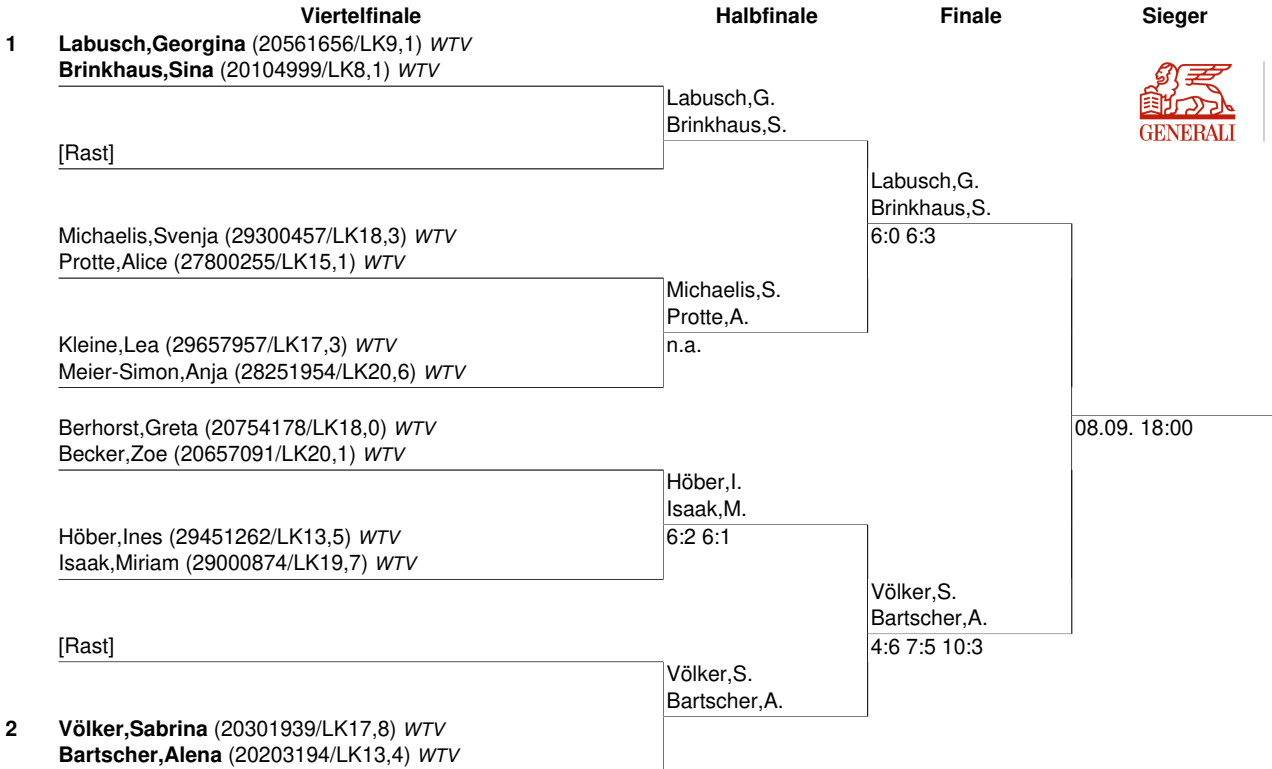 Viertelfinale Halbfinale Finale Sieger
1 Labusch,Georgina (20561656/LK9,1) WTV
Brinkhaus,Sina (20104999/LK8,1) WTV
GENERALI
Labusch,G.
Brinkhaus,S.
[Rast]
Labusch,G.
Brinkhaus,S.
Michaelis,Svenja (29300457/LK18,3) WTV 6:0 6:3
Protte,Alice (27800255/LK15,1) WTV
Michaelis,S.
Protte,A.
Kleine,Lea (29657957/LK17,3) WTV n.a.
Meier-Simon,Anja (28251954/LK20,6) WTV
Berhorst,Greta (20754178/LK18,0) WTV 08.09. 18:00
Becker,Zoe (20657091/LK20,1) WTV
Höber,I.
Isaak,M.
Höber,Ines (29451262/LK13,5) WTV 6:2 6:1
Isaak,Miriam (29000874/LK19,7) WTV
Völker,S.
Bartscher,A.
[Rast] 4:6 7:5 10:3
Völker,S.
Bartscher,A.
2 Völker,Sabrina (20301939/LK17,8) WTV
Bartscher,Alena (20203194/LK13,4) WTV